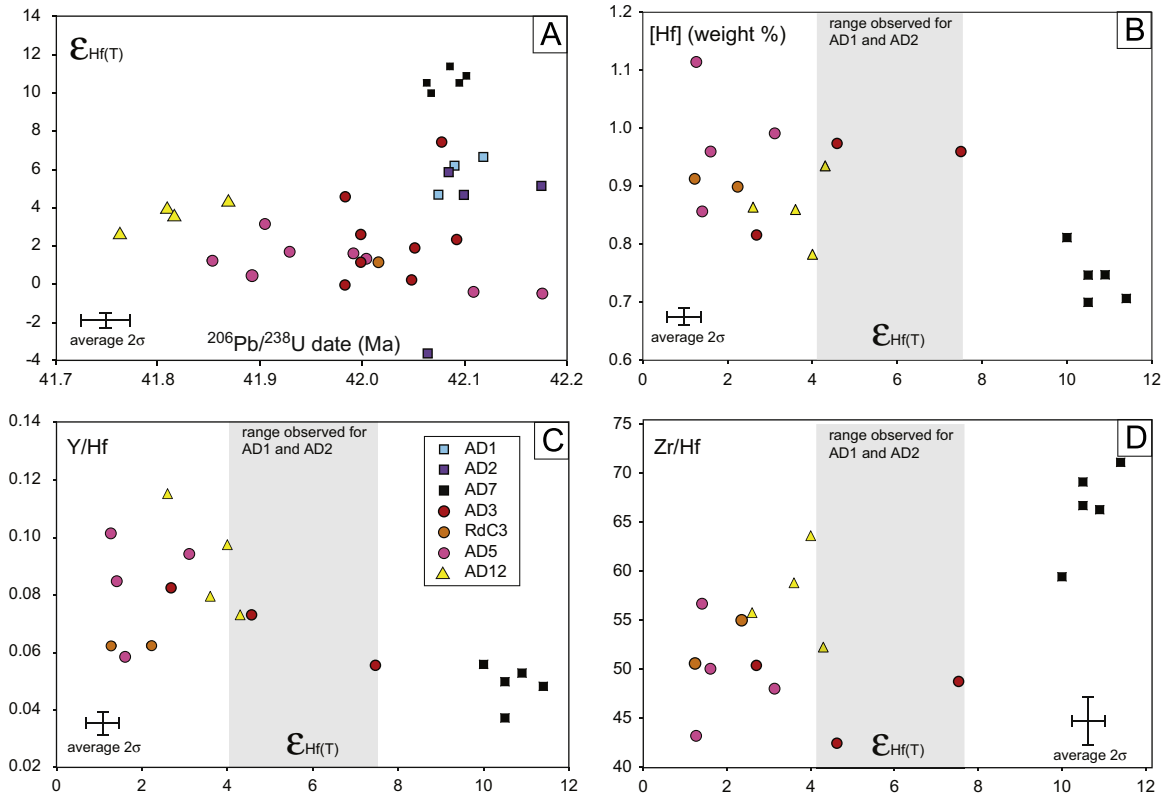 A
εHf(T)
14
12
10
8
6
4
2
0
-2
-4
average 2σ
206Pb/238U date (Ma)
41.7
41.8
41.9
42.0
42.1
42.2
B
[Hf] (weight %)
range observed for
AD1 and AD2
1.2
1.1
1.0
0.9
0.8
0.7
0.6
average 2σ
εHf(T)
0
2
4
6
8
10
12
C
Y/Hf
range observed for
AD1 and AD2
0.14
0.12
0.10
0.08
0.06
0.04
0.02
AD1
AD2
AD7
AD3
RdC3
AD5
AD12
average 2σ
εHf(T)
0
2
4
6
8
10
12
D
Zr/Hf
range observed for
AD1 and AD2
75
70
65
60
55
50
45
40
εHf(T)
average 2σ
0
2
4
6
8
10
12